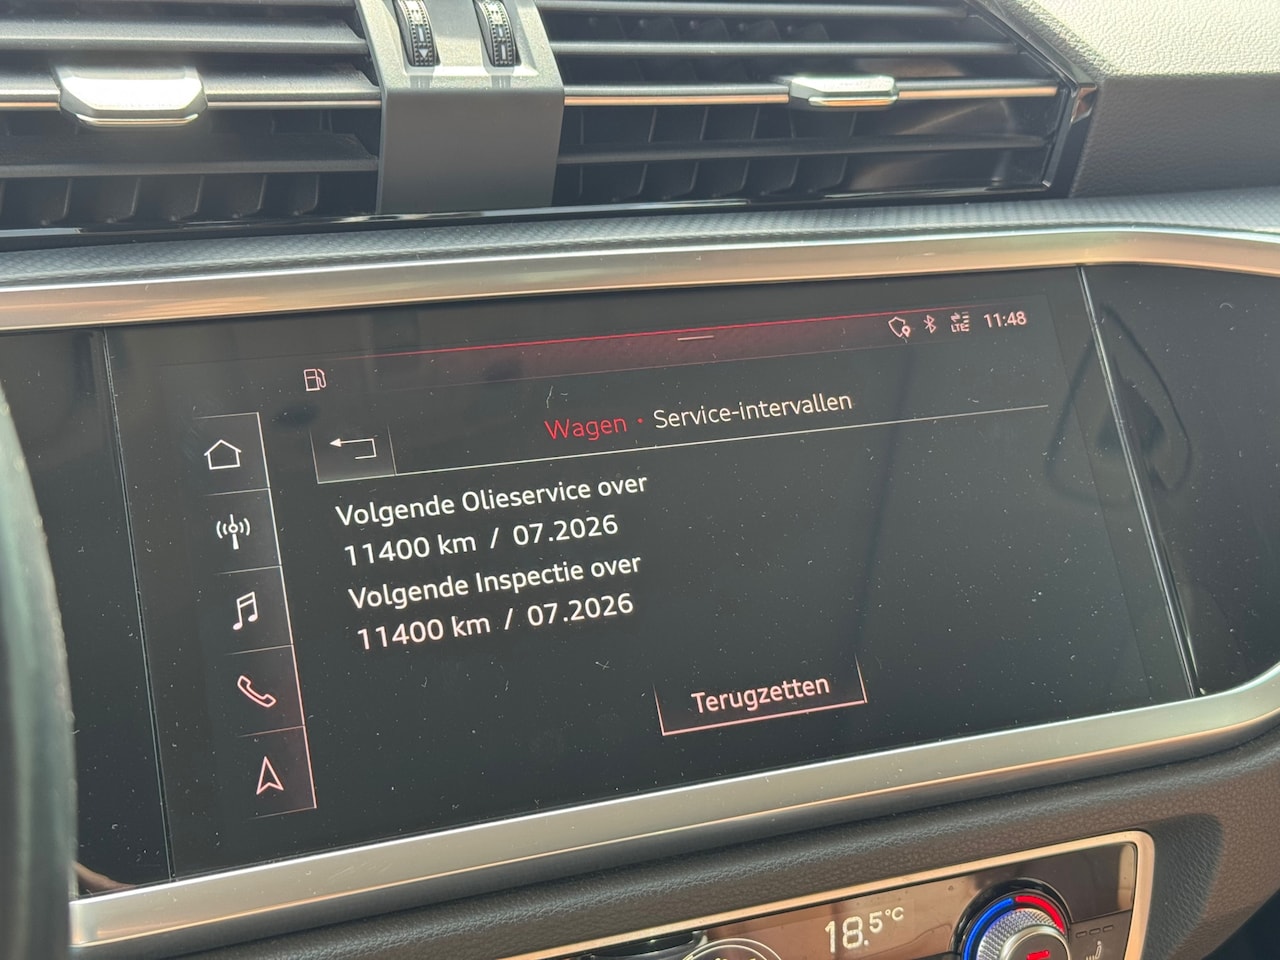 LTE 11:48
Wagen · Service-intervallen
Volgende Olieservice over
11400 km / 07.2026
Volgende Inspectie over
11400 km / 07.2026
Terugzetten
18.5°C